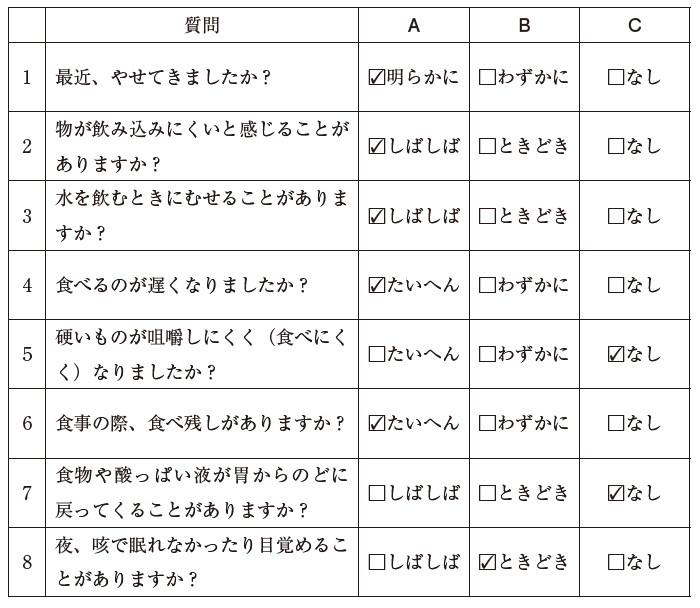 質問 A B C
1 最近、やせてきましたか？ ☑明らかに □わずかに □なし
2 物が飲み込みにくいと感じることが
ありますか？ ☑しばしば □ときどき □なし
3 水を飲むときにむせることがありま
すか？ ☑しばしば □ときどき □なし
4 食べるのが遅くなりましたか？ ☑たいへん □わずかに □なし
5 硬いものが咀嚼しにくく（食べにく
く）なりましたか？ □たいへん □わずかに ☑なし
6 食事の際、食べ残しがありますか？ ☑たいへん □わずかに □なし
7 食物や酸っぱい液が胃からのどに
戻ってくることがありますか？ □しばしば □ときどき ☑なし
8 夜、咳で眠れなかったり目覚めるこ
とがありますか？ □しばしば ☑ときどき □なし